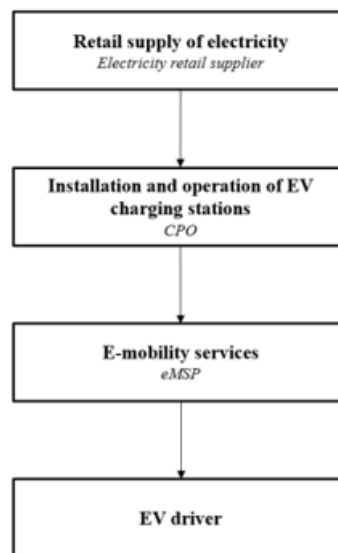 Retail supply of electricity
Electricity retail supplier
Installation and operation of EV
charging stations
CPO
E-mobility services
eMSP
EV driver